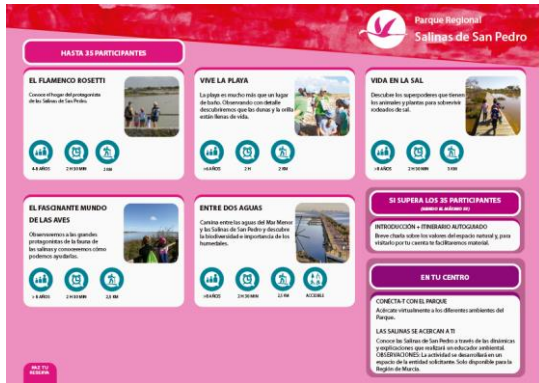 Parque Regional
Salinas de San Pedro
HASTA 35 PARTICIPANTES
EL FLAMENCO ROSETTI
Conoce el hogar del protagonista
de las Salinas de San Pedro.
4-8 AÑOS
2 H 30 MIN
2 KM
VIVE LA PLAYA
La playa es mucho más que un lugar
de baño. Observando con detalle
descubriremos que las dunas y la orilla
están llenas de vida.
2 H
2 KM
VIDA EN LA SAL
Descubre los superpoderes que tienen
los animales y plantas para sobrevivir
rodeados de sal.
2 H 30 MIN
EL FASCINANTE MUNDO
DE LAS AVES
Observaremos a las grandes
protagonistas de la fauna de
las salinas y conoceremos cómo
podemos ayudarlas.
2 H 30 MIN
2,5 KM
ENTRE DOS AGUAS
Camina entre las aguas del Mar Menor
y las Salinas de San Pedro y descubre
la biodiversidad e importancia de los
humedales.
2 H 30 MIN
ACCESIBLE
SI SUPERA LOS 35 PARTICIPANTES
INTRODUCCIÓN + ITINERARIO AUTOGUIADO
Breve charla sobre los valores del espacio natural y, para
visitarlo por tu cuenta te facilitaremos material.
EN TU CENTRO
CONÉCTA-T CON EL PARQUE
Acércate virtualmente a los diferentes ambientes del
Parque.
LAS SALINAS SE ACERCAN A TI
Conoce las Salinas de San Pedro a través de las dinámicas
y explicaciones que realizará un educador ambiental.
OBSERVACIONES: La actividad se desarrollará en un
espacio de la entidad solicitante. Solo disponible para la
Región de Murcia.
HAZ TU
RESERVA